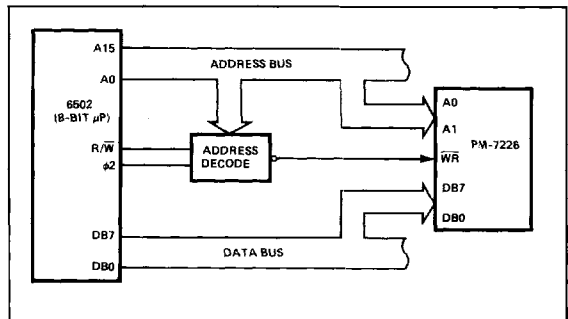 A15
ADDRESS BUS
A0
6502
(8-BIT μP)
R/W̅
φ2
ADDRESS
DECODE
DB7
DATA BUS
DB0
A0
A1
PM-7226
W̅R̅
DB7
DB0